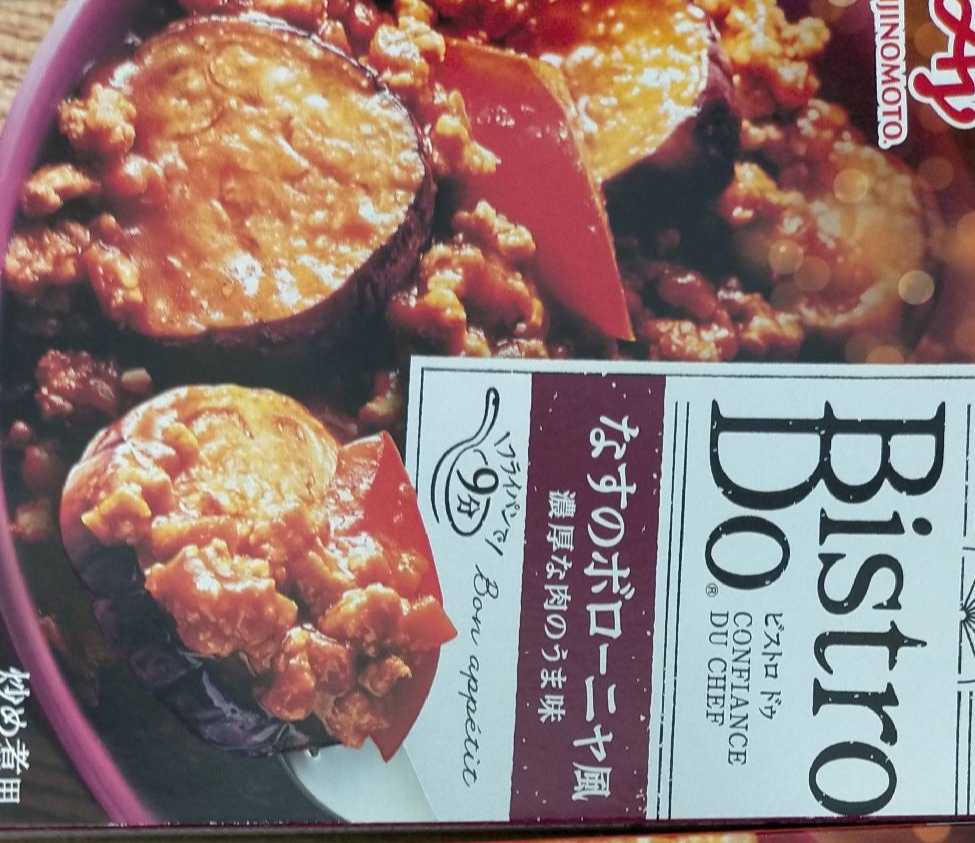 AJINOMOTO.
Bistro
Do®
ビストロ ドゥ
CONFIANCE
DU CHEF
なすのボローニャ風
濃厚な肉のうま味
フライパンで
9分
Bon appétit
炒め煮用